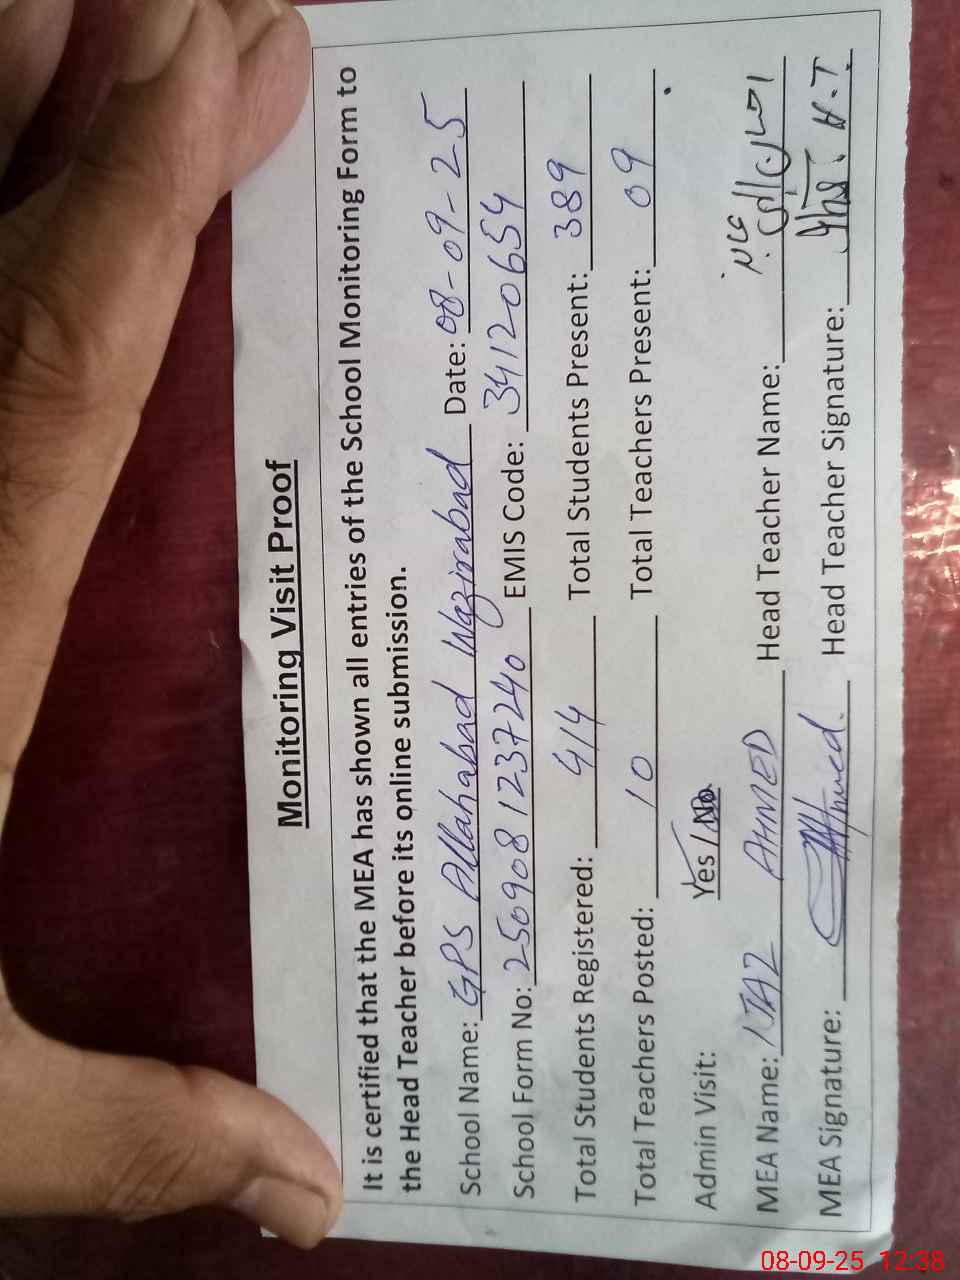 Monitoring Visit Proof
It is certified that the MEA has shown all entries of the School Monitoring Form to
the Head Teacher before its online submission.
School Name: GPS Allahabad Wazirabad Date: 08-09-25
School Form No: 2509081237240 EMIS Code: 34120654
Total Students Registered: 414 Total Students Present: 389
Total Teachers Posted: 10 Total Teachers Present: 09
Admin Visit: Yes / No
MEA Name: IJAZ AHMED Head Teacher Name:
MEA Signature: Ahmed. Head Teacher Signature: H.T
08-09-25 12:38